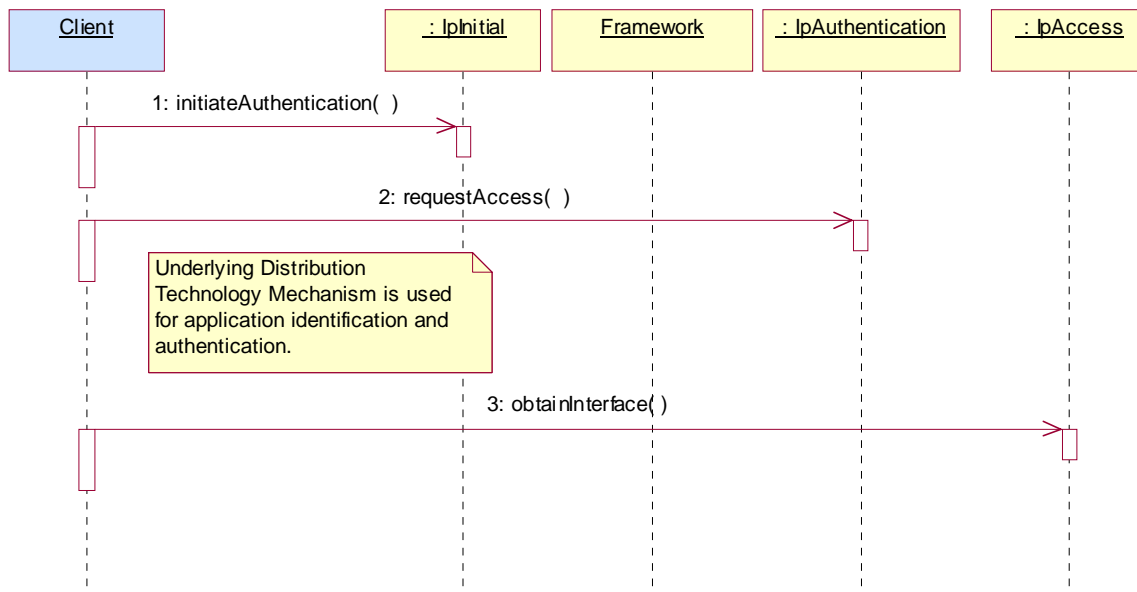 Client
: IpInitial
Framework
: IpAuthentication
: IpAccess
1: initiateAuthentication( )
2: requestAccess( )
Underlying Distribution
Technology Mechanism is used
for application identification and
authentication.
3: obtainInterface( )